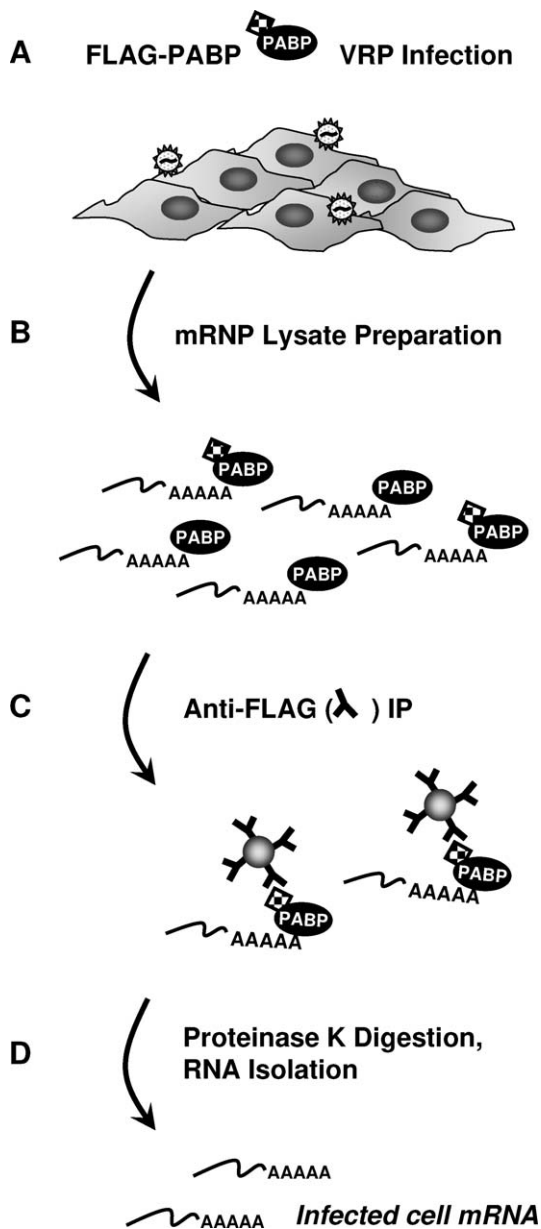 A FLAG-PABP PABP VRP Infection
B mRNP Lysate Preparation
PABP
AAAAA
PABP
AAAAA
PABP
AAAAA
PABP
AAAAA
PABP
AAAAA
C Anti-FLAG ( ) IP
PABP
AAAAA
PABP
AAAAA
D Proteinase K Digestion,
RNA Isolation
AAAAA
AAAAA Infected cell mRNA